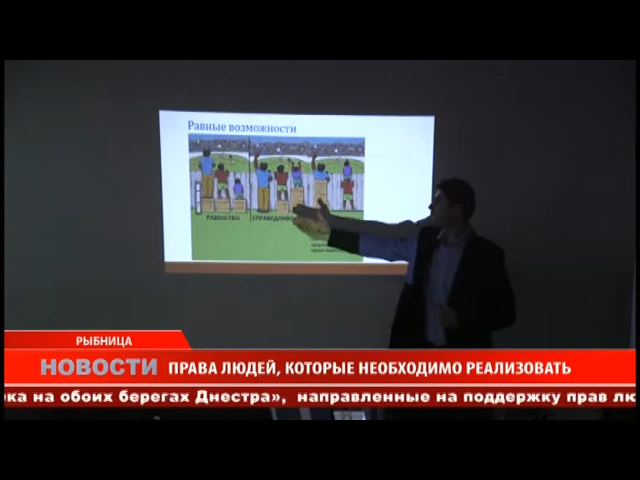 Равные возможности
РАВЕНСТВО
СПРАВЕДЛИВО
РЫБНИЦА
НОВОСТИ ПРАВА ЛЮДЕЙ, КОТОРЫЕ НЕОБХОДИМО РЕАЛИЗОВАТЬ
ка на обоих берегах Днестра», направленные на поддержку прав лю